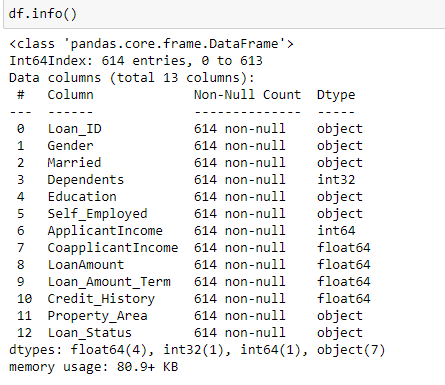 df.info()
<class 'pandas.core.frame.DataFrame'>
Int64Index: 614 entries, 0 to 613
Data columns (total 13 columns):
 #   Column             Non-Null Count  Dtype
---  ------             --------------  -----
 0   Loan_ID            614 non-null    object
 1   Gender             614 non-null    object
 2   Married            614 non-null    object
 3   Dependents         614 non-null    int32
 4   Education          614 non-null    object
 5   Self_Employed      614 non-null    object
 6   ApplicantIncome    614 non-null    int64
 7   CoapplicantIncome  614 non-null    float64
 8   LoanAmount         614 non-null    float64
 9   Loan_Amount_Term   614 non-null    float64
 10  Credit_History     614 non-null    float64
 11  Property_Area      614 non-null    object
 12  Loan_Status        614 non-null    object
dtypes: float64(4), int32(1), int64(1), object(7)
memory usage: 80.9+ KB